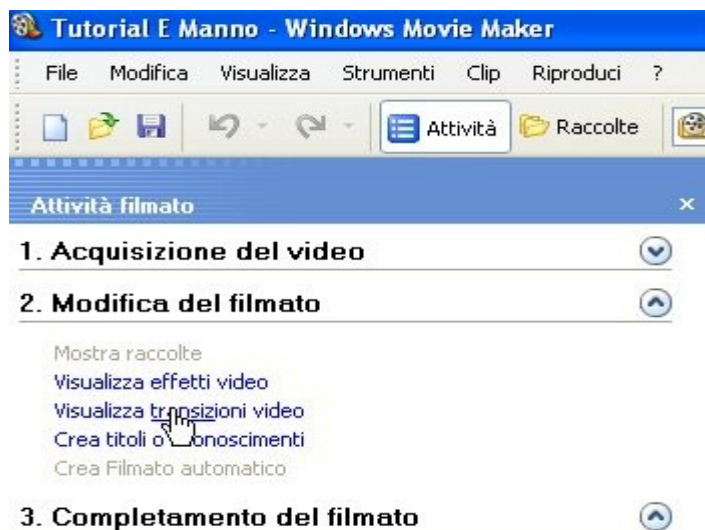 Tutorial E Manno - Windows Movie Maker
File Modifica Visualizza Strumenti Clip Riproduci ?
Attività Raccolte
Attività filmato
1. Acquisizione del video
2. Modifica del filmato
Mostra raccolte
Visualizza effetti video
Visualizza transizioni video
Crea titoli o
Crea Filmato automatico
3. Completamento del filmato